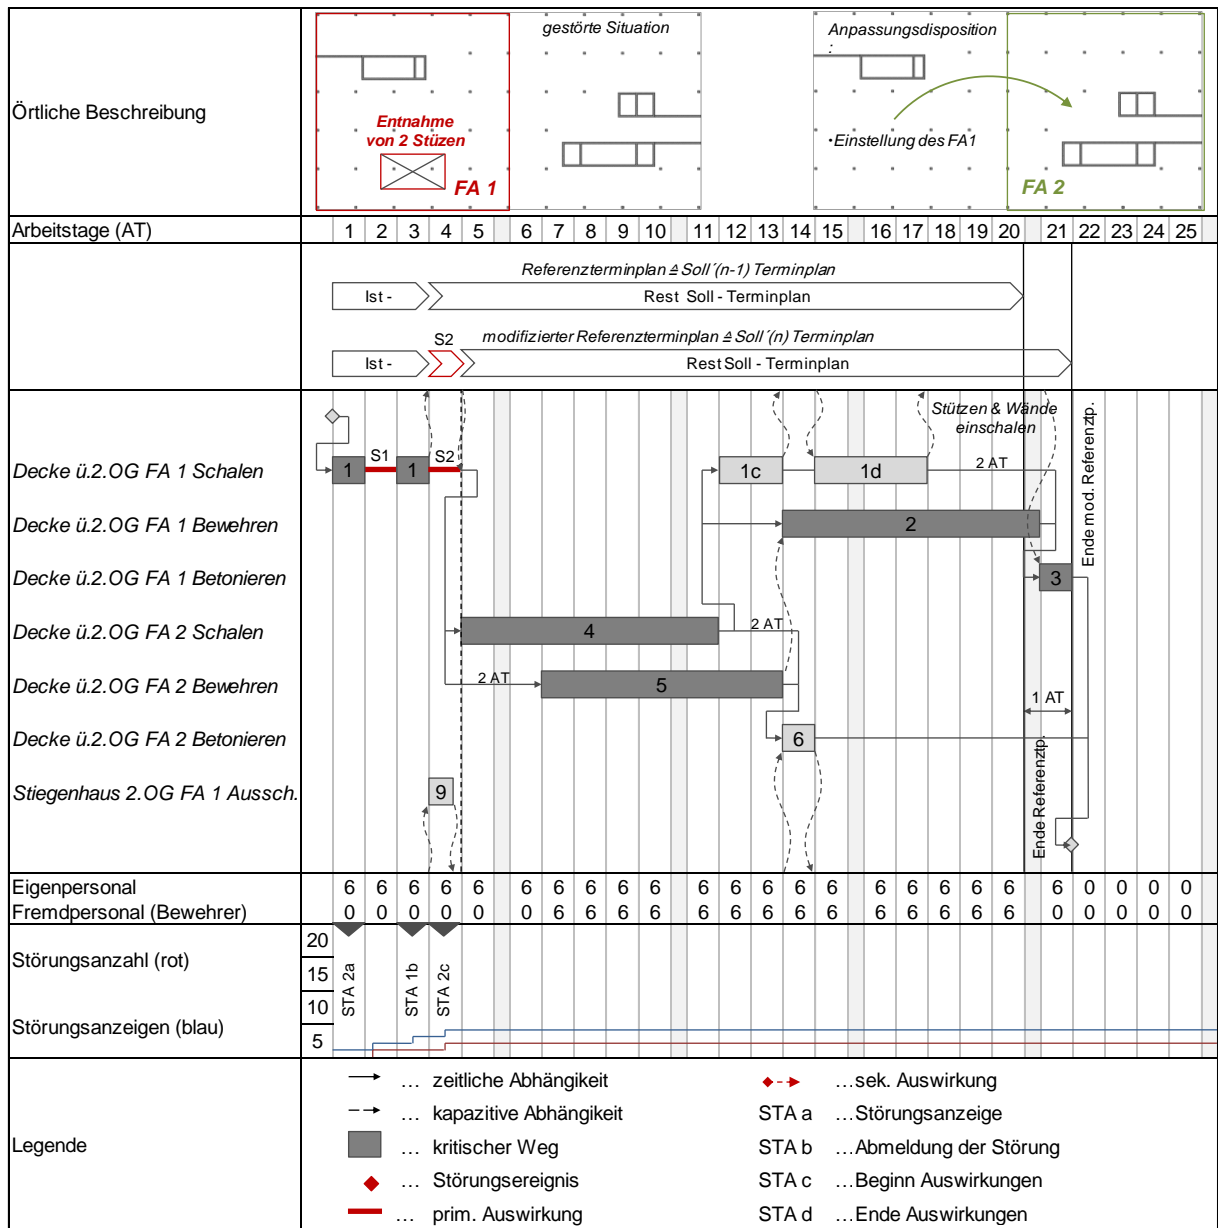 gestörte Situation
Anpassungsdisposition
:
Örtliche Beschreibung
Entnahme
von 2 Stüzen
FA 1
•Einstellung des FA1
FA 2
Arbeitstage (AT) 1 2 3 4 5 6 7 8 9 10 11 12 13 14 15 16 17 18 19 20 21 22 23 24 25
Referenzterminplan ≙ Soll´(n-1) Terminplan
Ist - Rest Soll - Terminplan
S2 modifizierter Referenzterminplan ≙ Soll´(n) Terminplan
Ist - Rest Soll - Terminplan
Stützen & Wände
einschalen
Ende mod. Referenztp.
Decke ü.2.OG FA 1 Schalen 1 S1 1 S2 1c 1d 2 AT
Decke ü.2.OG FA 1 Bewehren 2
Decke ü.2.OG FA 1 Betonieren 3
Decke ü.2.OG FA 2 Schalen 4 2 AT
Decke ü.2.OG FA 2 Bewehren 2 AT 5
1 AT
Decke ü.2.OG FA 2 Betonieren 6
Ende Referenztp.
Stiegenhaus 2.OG FA 1 Aussch. 9
Eigenpersonal 6 6 6 6 6 6 6 6 6 6 6 6 6 6 6 6 6 6 6 6 6 0 0 0 0
Fremdpersonal (Bewehrer) 0 0 0 0 0 0 6 6 6 6 6 6 6 6 6 6 6 6 6 6 0 0 0 0 0
Störungsanzahl (rot)
Störungsanzeigen (blau)
20
15
10
5
STA 2a
STA 1b
STA 2c
Legende
... zeitliche Abhängigkeit
... kapazitive Abhängigkeit
... kritischer Weg
... Störungsereignis
... prim. Auswirkung
...sek. Auswirkung
STA a ...Störungsanzeige
STA b ...Abmeldung der Störung
STA c ...Beginn Auswirkungen
STA d ...Ende Auswirkungen